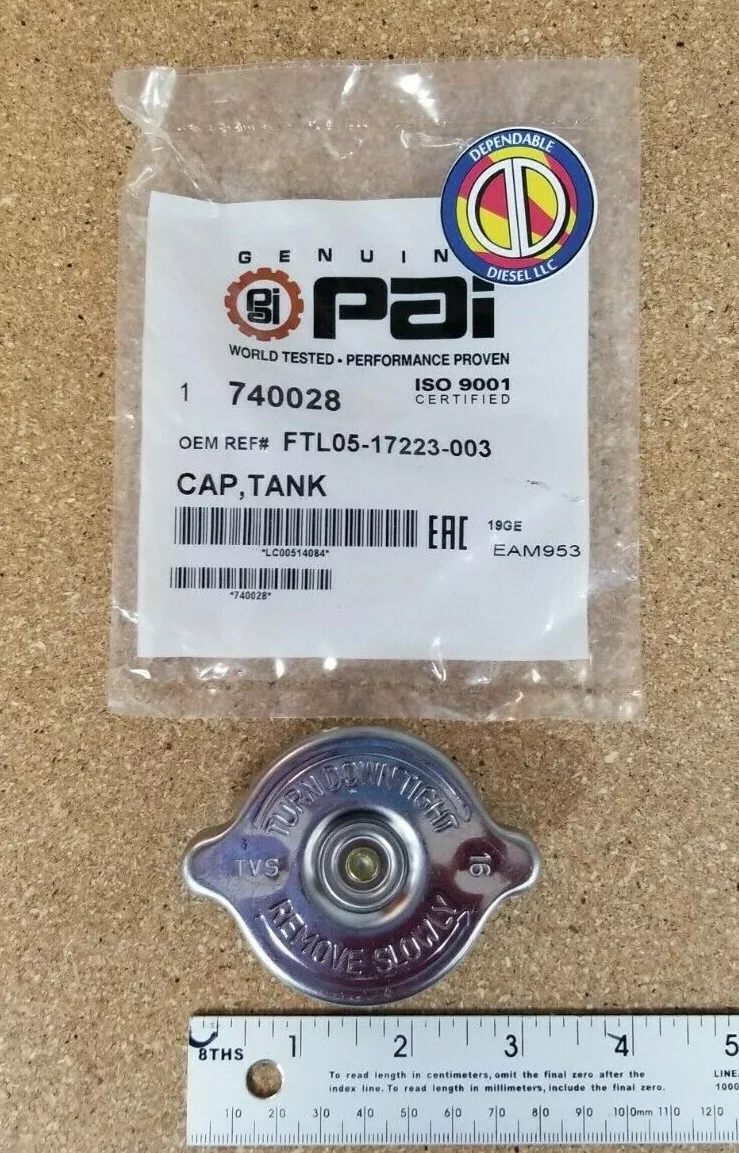 DEPENDABLE
DIESEL LLC
GENUIN
pai
pai
WORLD TESTED • PERFORMANCE PROVEN
1 740028
ISO 9001
CERTIFIED
OEM REF# FTL05-17223-003
CAP,TANK
*LC00514084*
EAC
19GE
EAM953
*740028*
TURN DOWN TIGHT
TVS
16
REMOVE SLOWLY
8THS 1 2 3 4 5
To read length in centimeters, omit the final zero after the
index line. To read length in millimeters, include the final zero.
LINE
1000
10 20 30 40 50 60 70 80 90 100mm 110 120